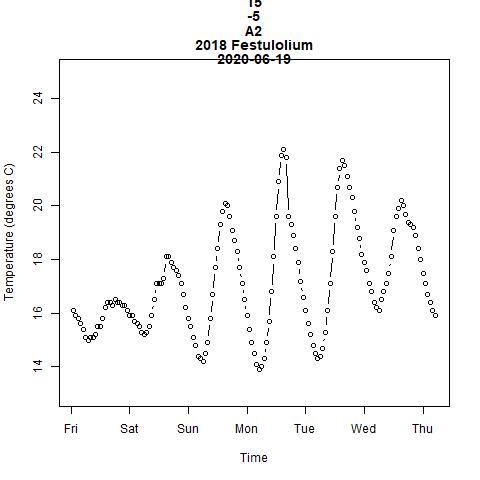 15
-5
A2
2018 Festulolium
2020-06-19
Temperature (degrees C)
24
22
20
18
16
14
Fri Sat Sun Mon Tue Wed Thu
Time